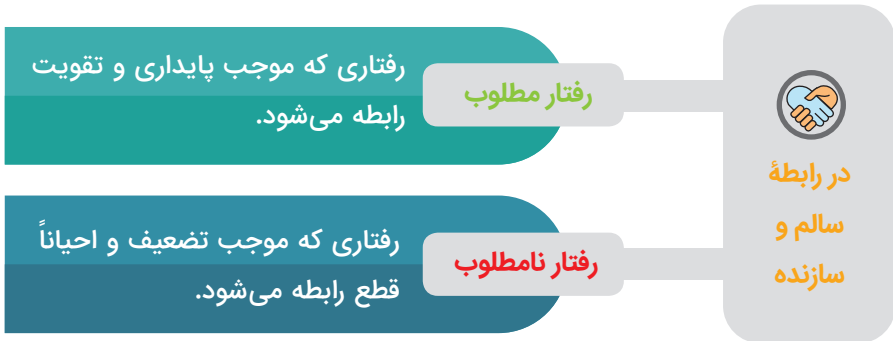 در رابطهٔ
سالم و
سازنده
رفتار مطلوب
رفتاری که موجب پایداری و تقویت
رابطه می‌شود.
رفتار نامطلوب
رفتاری که موجب تضعیف و احیاناً
قطع رابطه می‌شود.